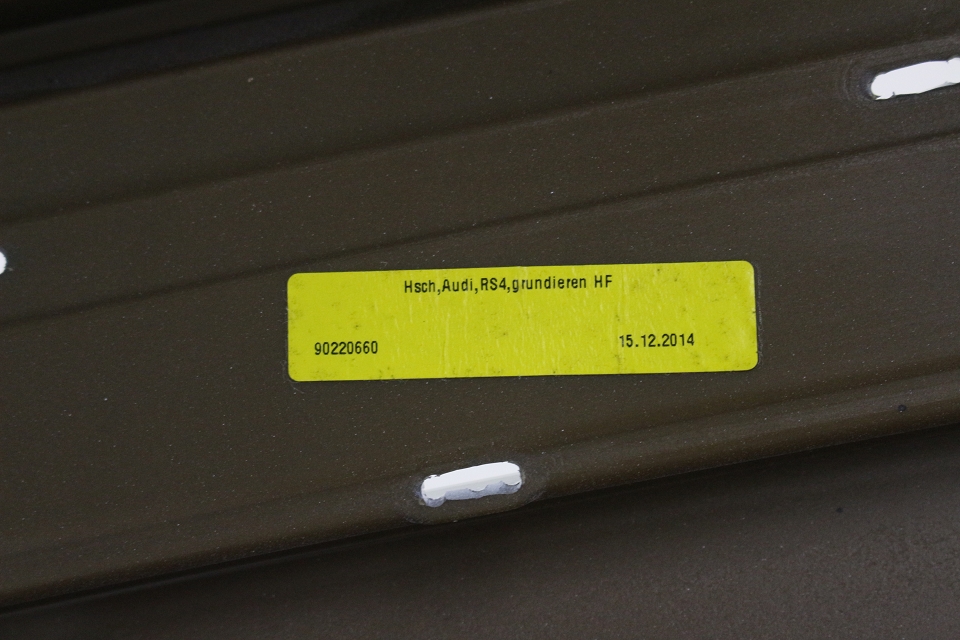 Hsch,Audi,RS4,grundieren HF
90220660 15.12.2014